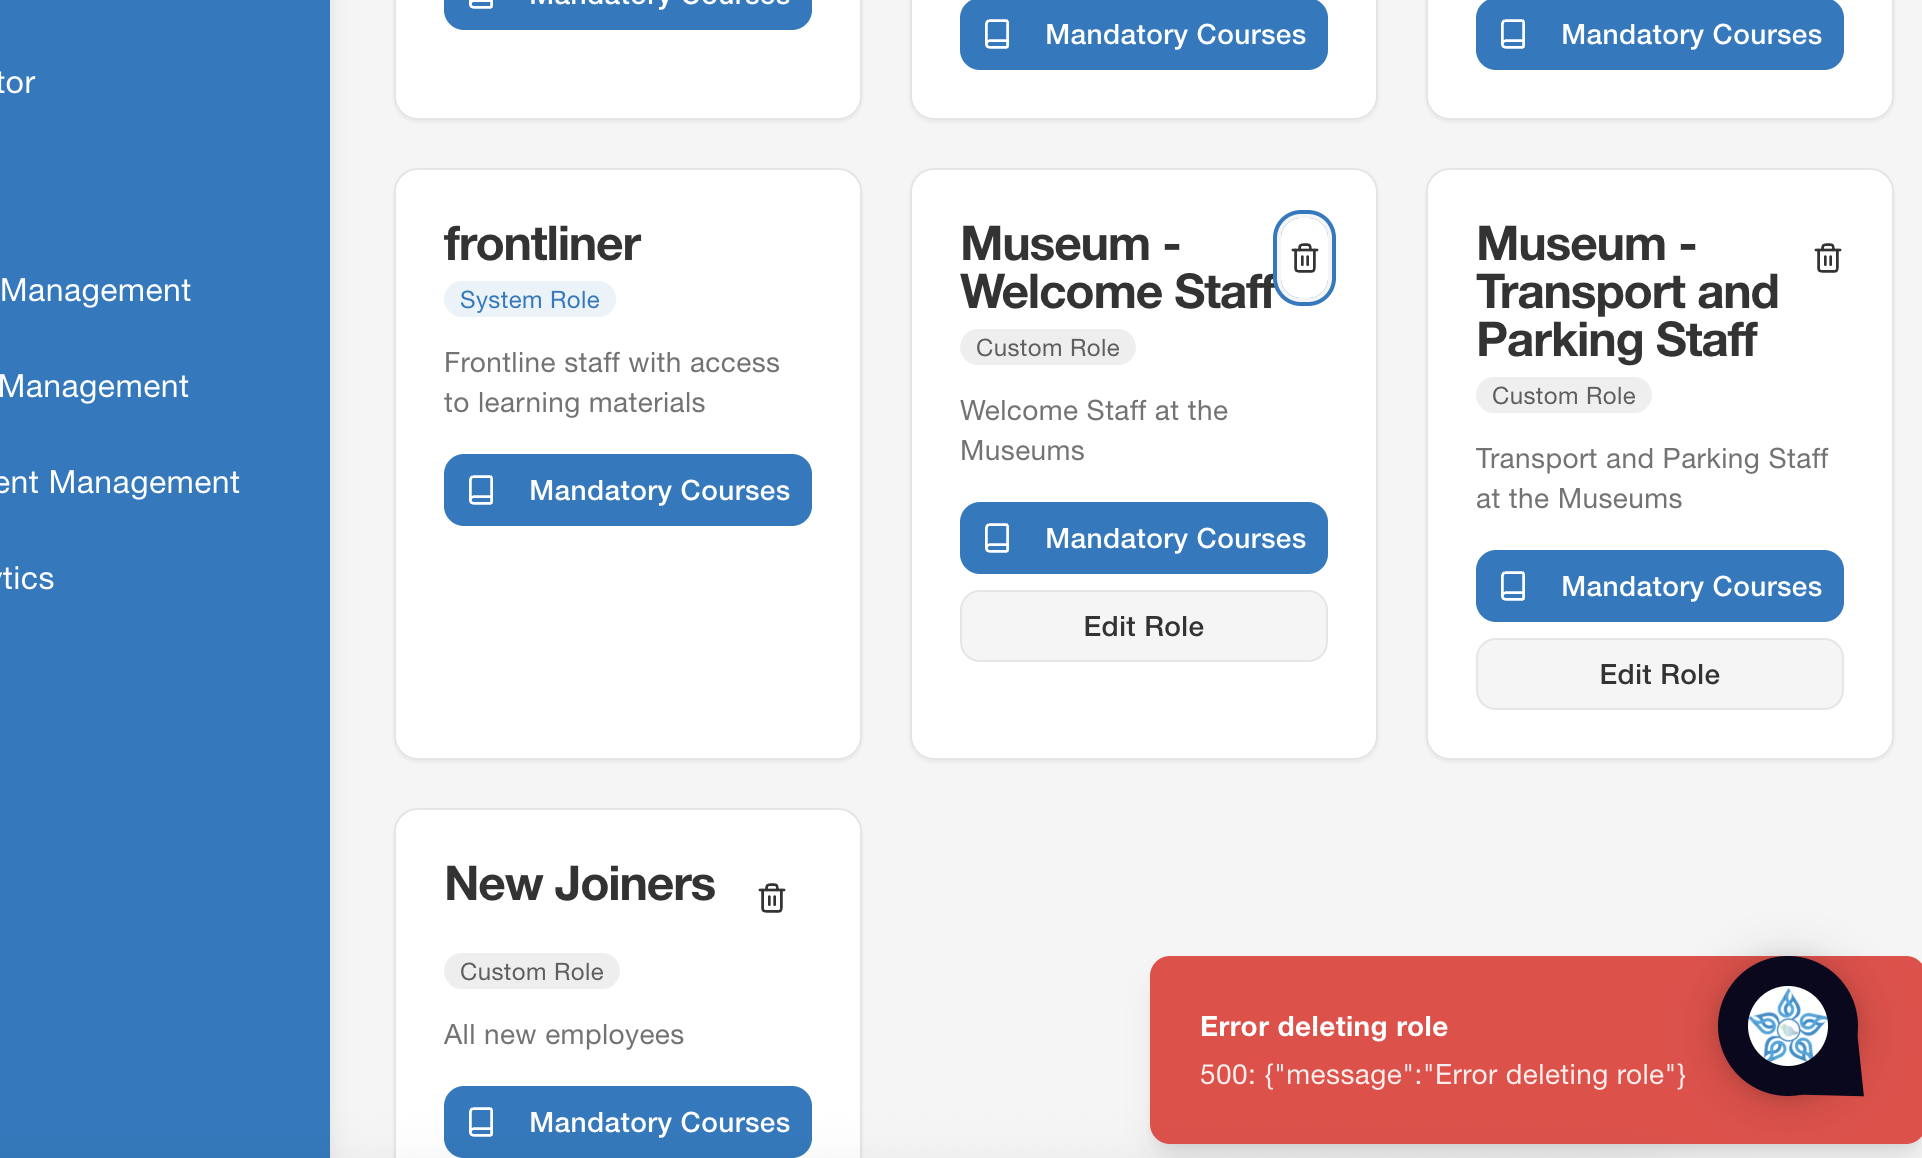 Mandatory Courses
Mandatory Courses
Mandatory Courses
tor
Management
Management
ent Management
tics
frontliner
System Role
Frontline staff with access
to learning materials
Mandatory Courses
Museum -
Welcome Staff
Custom Role
Welcome Staff at the
Museums
Mandatory Courses
Edit Role
Museum -
Transport and
Parking Staff
Custom Role
Transport and Parking Staff
at the Museums
Mandatory Courses
Edit Role
New Joiners
Custom Role
All new employees
Mandatory Courses
Error deleting role
500: {"message":"Error deleting role"}